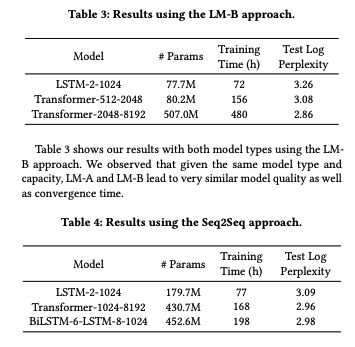 Table 3: Results using the LM-B approach.
Model # Params Training Time (h) Test Log Perplexity
LSTM-2-1024 77.7M 72 3.26
Transformer-512-2048 80.2M 156 3.08
Transformer-2048-8192 507.0M 480 2.86
Table 3 shows our results with both model types using the LM-
B approach. We observed that given the same model type and
capacity, LM-A and LM-B lead to very similar model quality as well
as convergence time.
Table 4: Results using the Seq2Seq approach.
Model # Params Training Time (h) Test Log Perplexity
LSTM-2-1024 179.7M 77 3.09
Transformer-1024-8192 430.7M 168 2.96
BiLSTM-6-LSTM-8-1024 452.6M 198 2.98